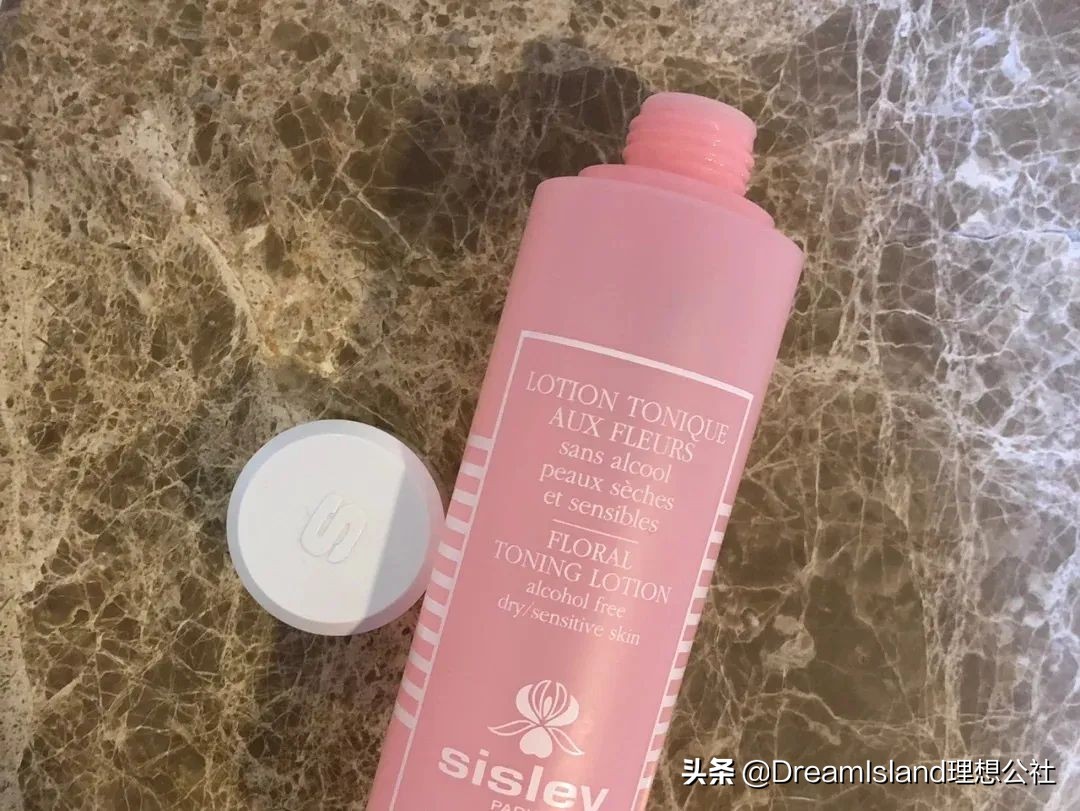 LOTION TONIQUE
AUX FLEURS
sans alcool
peaux sèches
et sensibles
FLORAL
TONING LOTION
alcohol free
dry/sensitive skin
sisley
S
头条 @DreamIsland理想公社